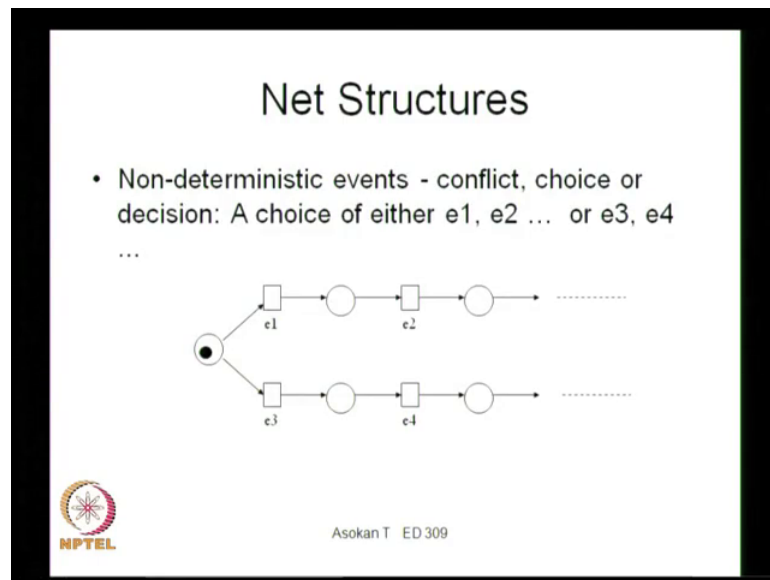 Net Structures
• Non-deterministic events - conflict, choice or
decision: A choice of either e1, e2 ... or e3, e4
...
e1
e2
e3
e4
Asokan T ED 309
NPTEL